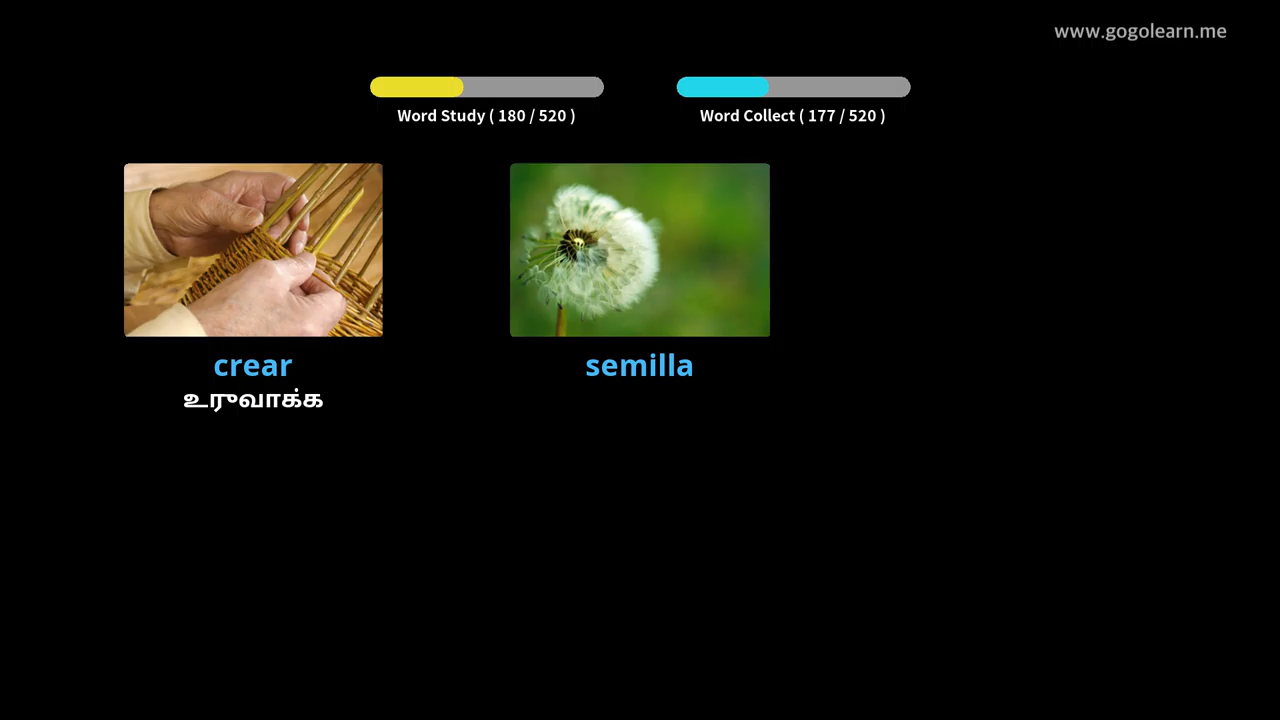 www.gogolearn.me
Word Study ( 180 / 520 )
Word Collect ( 177 / 520 )
crear
semilla
உருவாக்க